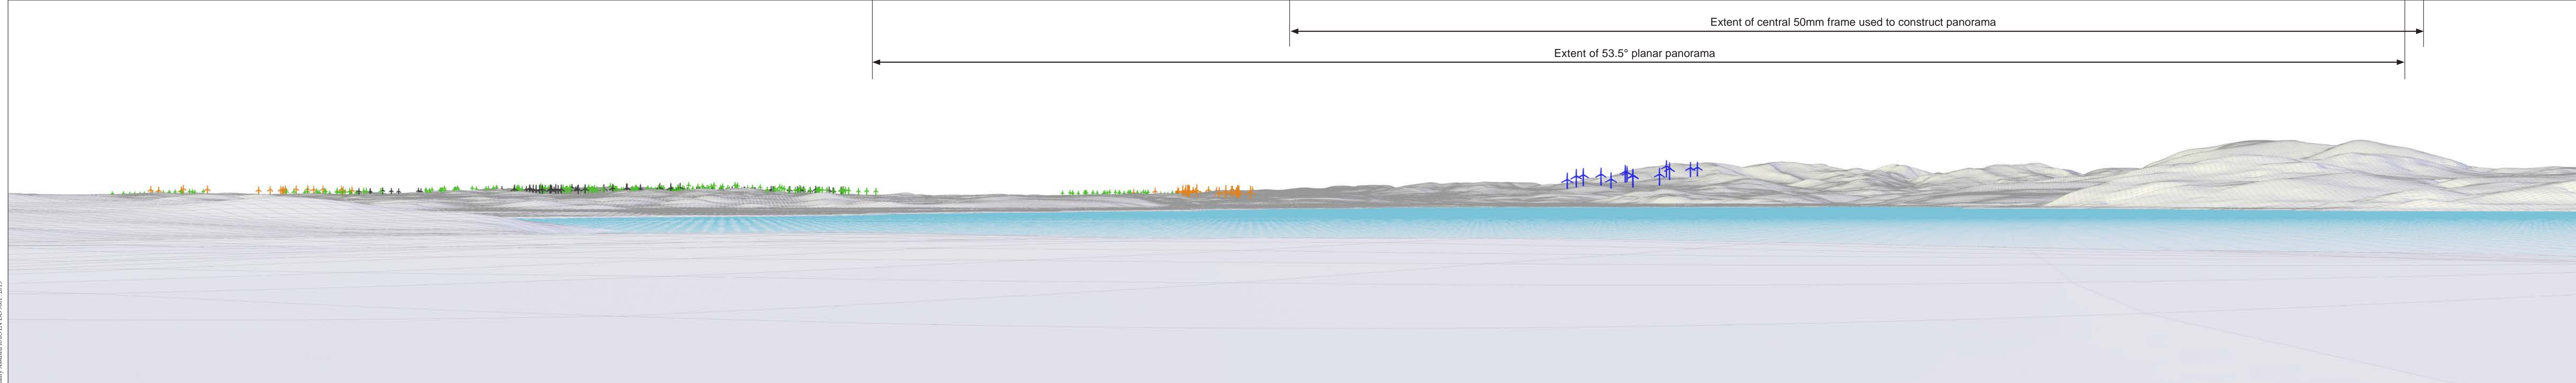 Extent of central 50mm frame used to construct panorama
Extent of 53.5° planar panorama